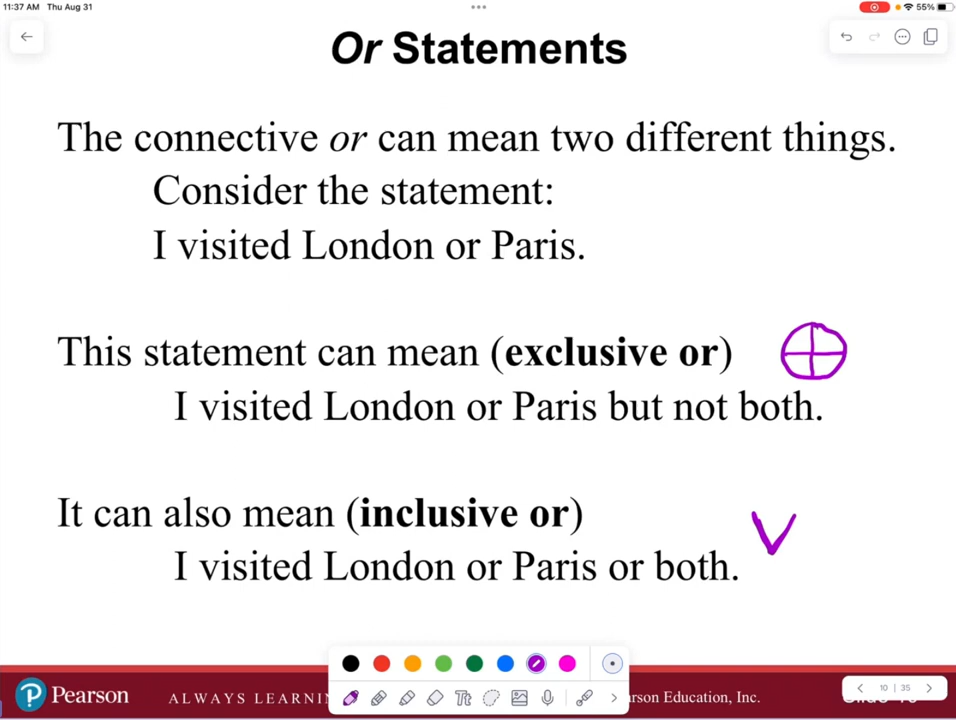 11:37 AM Thu Aug 31
55%
Or Statements
The connective or can mean two different things.
Consider the statement:
I visited London or Paris.
This statement can mean (exclusive or) ⊕
I visited London or Paris but not both.
It can also mean (inclusive or) ∨
I visited London or Paris or both.
Pearson ALWAYS LEARNIN rson Education, Inc.
10 | 35